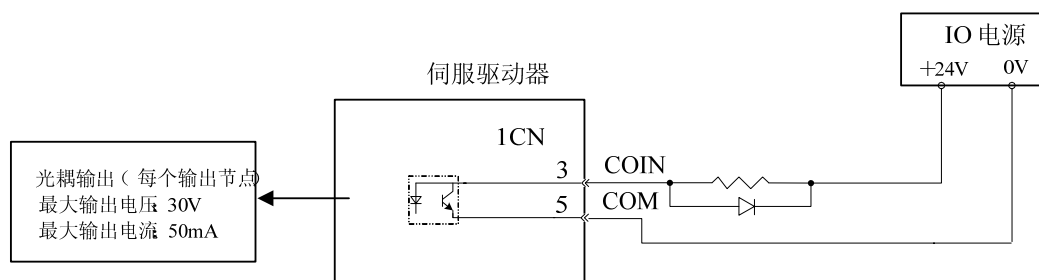 IO 电源
+24V 0V
伺服驱动器
1CN
3 COIN
5 COM
光耦输出( 每个输出节点)
最大输出电压: 30V
最大输出电流: 50mA